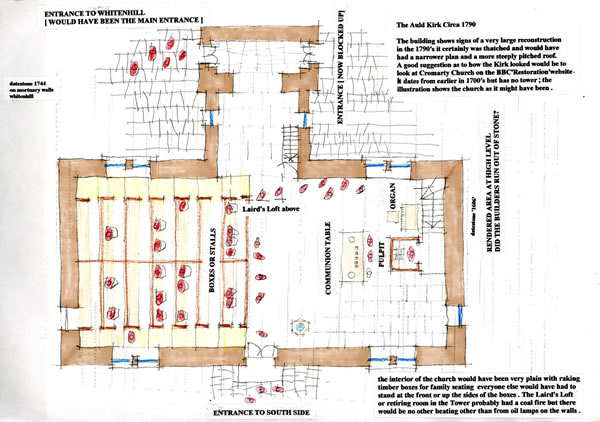 ENTRANCE TO WHITENHILL
[ WOULD HAVE BEEN THE MAIN ENTRANCE ]
The Auld Kirk Circa 1790
The building shows signs of a very large reconstruction
in the 1790's it certainly was thatched and would have
had a narrower plan and a more steeply pitched roof.
A good suggestion as to how the Kirk looked would be to
look at Cromarty Church on the BBC'Restoration'website
& dates from earlier in 1700's but has no tower ; the
illustration shows the church as it might have been .
datestone 1744
on mortuary walls
whitenhill
ENTRANCE [ NOW BLOCKED UP]
Laird's Loft above
BOXES OR STALLS
COMMUNION TABLE
PULPIT
ORGAN
datestone '1606'
RENDERED AREA AT HIGH LEVEL
DID THE BUILDERS RUN OUT OF STONE?
ENTRANCE TO SOUTH SIDE
the interior of the church would have been very plain with raking
timber boxes for family seating everyone else would have had to
stand at the front or up the sides of the boxes . The Laird's Loft
or retiring room in the Tower probably had a coal fire but there
would be no other heating other than from oil lamps on the walls .